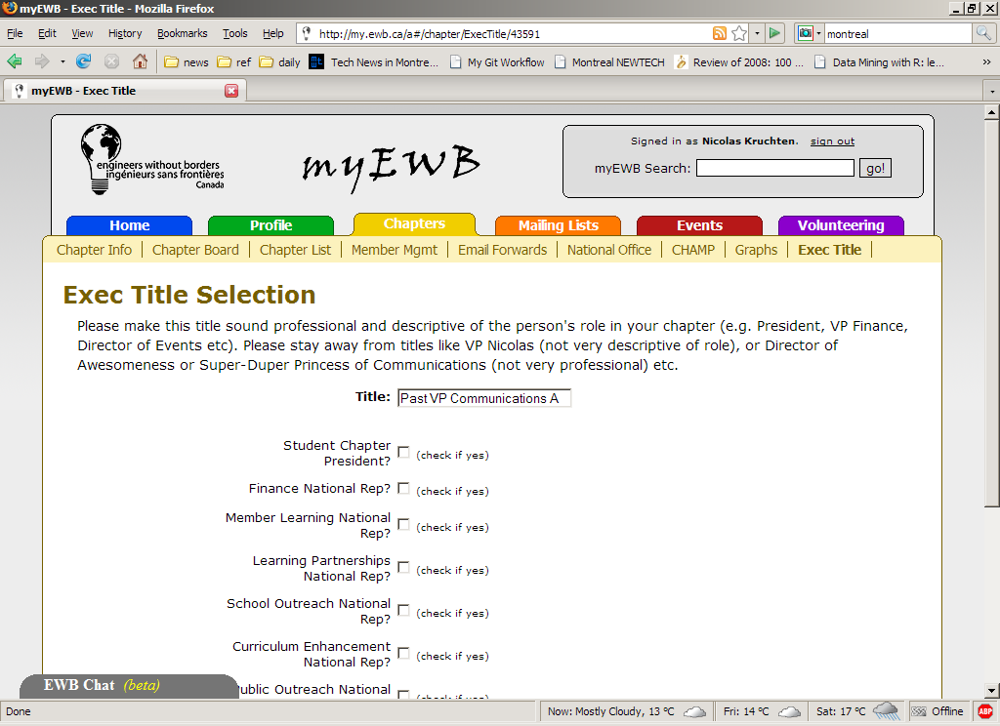 myEWB - Exec Title - Mozilla Firefox
File Edit View History Bookmarks Tools Help
http://my.ewb.ca/a#/chapter/ExecTitle/43591
montreal
news ref daily Tech News in Montre... My Git Workflow Montreal NEWTECH Review of 2008: 100 ... Data Mining with R: le... »
myEWB - Exec Title
engineers without borders
ingénieurs sans frontières
Canada
myEWB
Signed in as Nicolas Kruchten. sign out
myEWB Search: go!
Home Profile Chapters Mailing Lists Events Volunteering
Chapter Info Chapter Board Chapter List Member Mgmt Email Forwards National Office CHAMP Graphs Exec Title
Exec Title Selection
Please make this title sound professional and descriptive of the person's role in your chapter (e.g. President, VP Finance,
Director of Events etc). Please stay away from titles like VP Nicolas (not very descriptive of role), or Director of
Awesomeness or Super-Duper Princess of Communications (not very professional) etc.
Title: Past VP Communications A
Student Chapter
President? (check if yes)
Finance National Rep? (check if yes)
Member Learning National
Rep? (check if yes)
Learning Partnerships
National Rep? (check if yes)
School Outreach National
Rep? (check if yes)
Curriculum Enhancement
National Rep? (check if yes)
ublic Outreach National
(check if yes)
EWB Chat (beta)
Done Now: Mostly Cloudy, 13 °C Fri: 14 °C Sat: 17 °C Offline ABP